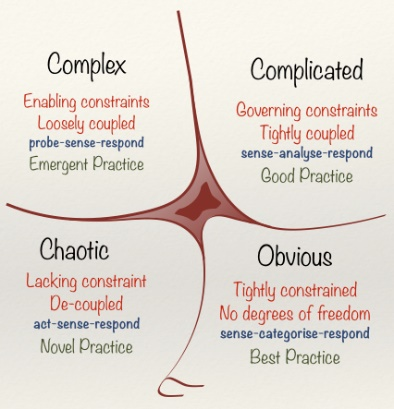 Complex
Enabling constraints
Loosely coupled
probe-sense-respond
Emergent Practice
Complicated
Governing constraints
Tightly coupled
sense-analyse-respond
Good Practice
Chaotic
Lacking constraint
De-coupled
act-sense-respond
Novel Practice
Obvious
Tightly constrained
No degrees of freedom
sense-categorise-respond
Best Practice